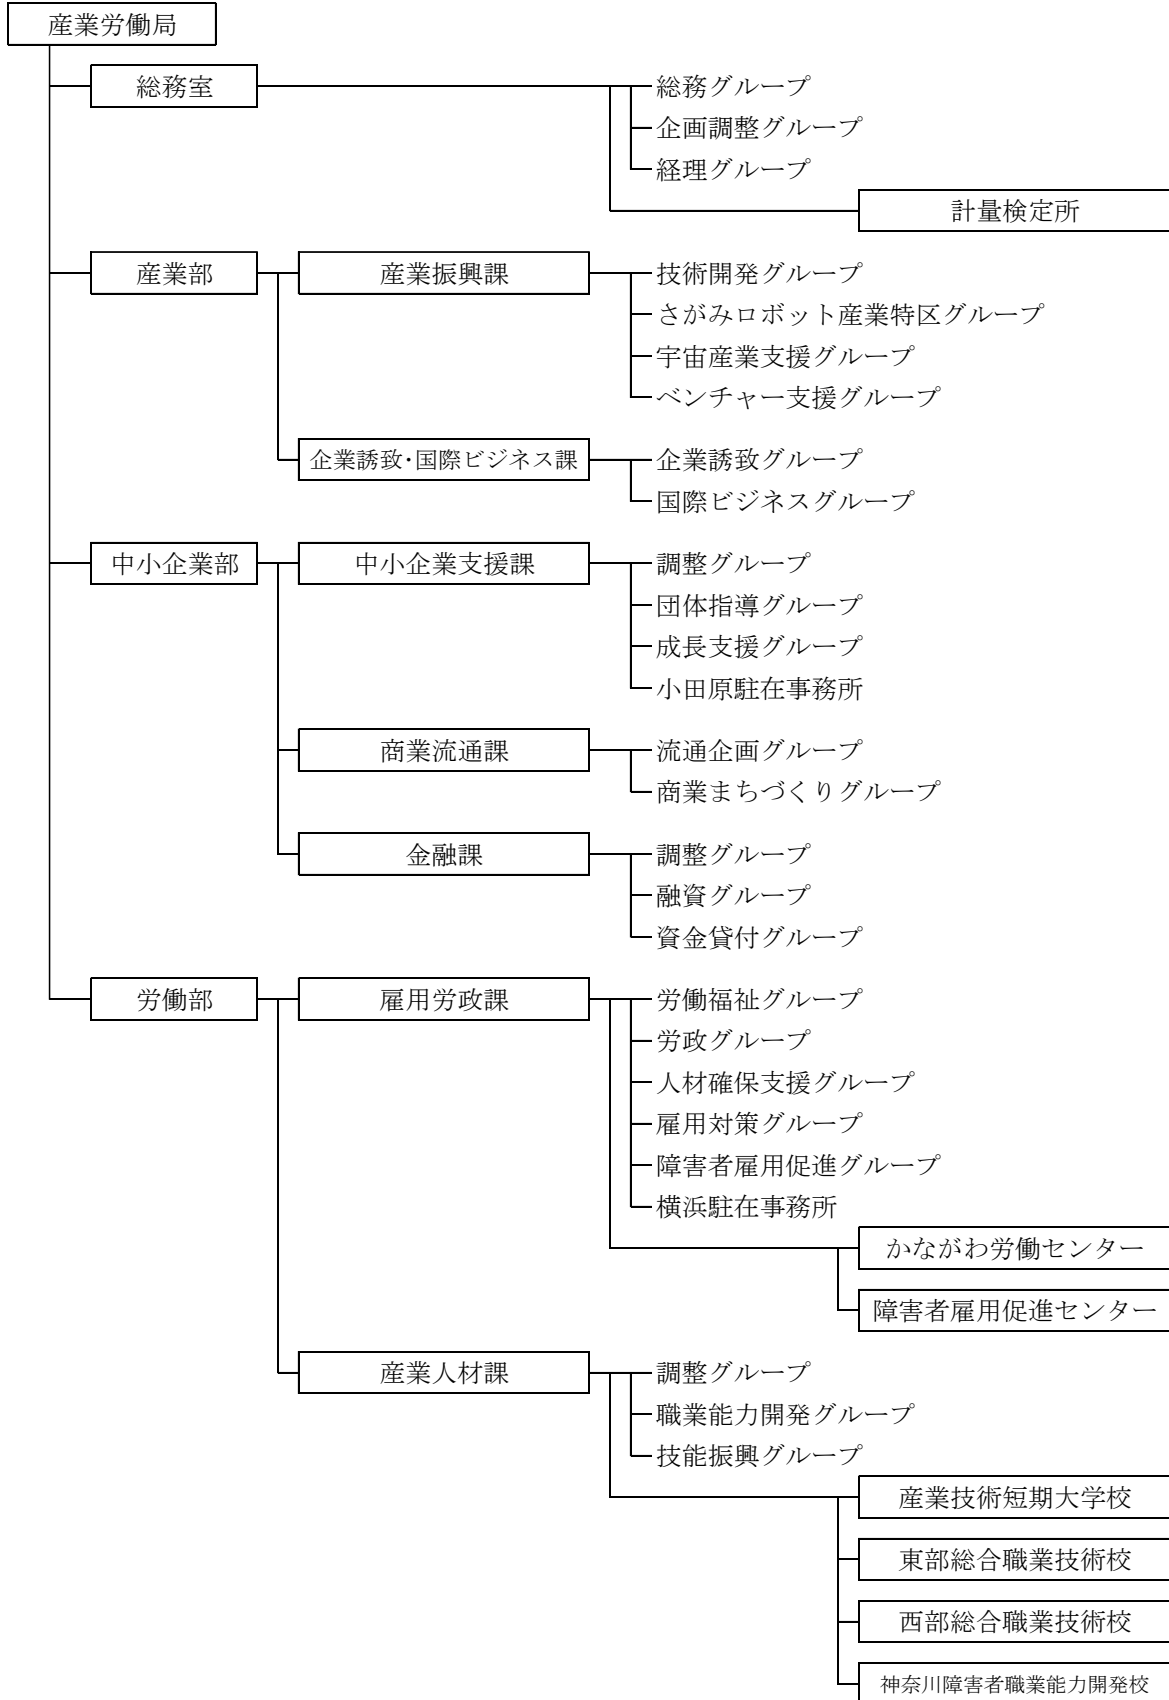 産業労働局
総務室
総務グループ
企画調整グループ
経理グループ
計量検定所
産業部
産業振興課
技術開発グループ
さがみロボット産業特区グループ
宇宙産業支援グループ
ベンチャー支援グループ
企業誘致・国際ビジネス課
企業誘致グループ
国際ビジネスグループ
中小企業部
中小企業支援課
調整グループ
団体指導グループ
成長支援グループ
小田原駐在事務所
商業流通課
流通企画グループ
商業まちづくりグループ
金融課
調整グループ
融資グループ
資金貸付グループ
労働部
雇用労政課
労働福祉グループ
労政グループ
人材確保支援グループ
雇用対策グループ
障害者雇用促進グループ
横浜駐在事務所
かながわ労働センター
障害者雇用促進センター
産業人材課
調整グループ
職業能力開発グループ
技能振興グループ
産業技術短期大学校
東部総合職業技術校
西部総合職業技術校
神奈川障害者職業能力開発校